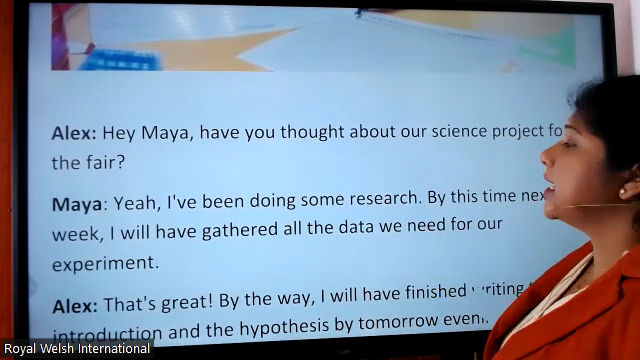 Alex: Hey Maya, have you thought about our science project
the fair?
Maya: Yeah, I've been doing some research. By this time
week, I will have gathered all the data we need for our
experiment.
Alex: That's great! By the way, I will have finished
introduction and the hypothesis by tomorrow
Royal Welsh International